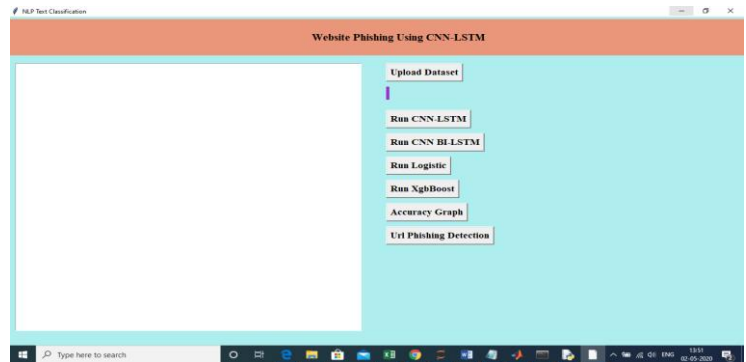 NLP Text Classification
Website Phishing Using CNN-LSTM
Upload Dataset
Run CNN-LSTM
Run CNN BI-LSTM
Run Logistic
Run XgbBoost
Accuracy Graph
Url Phishing Detection
Type here to search
ENG
13:51
02-05-2020